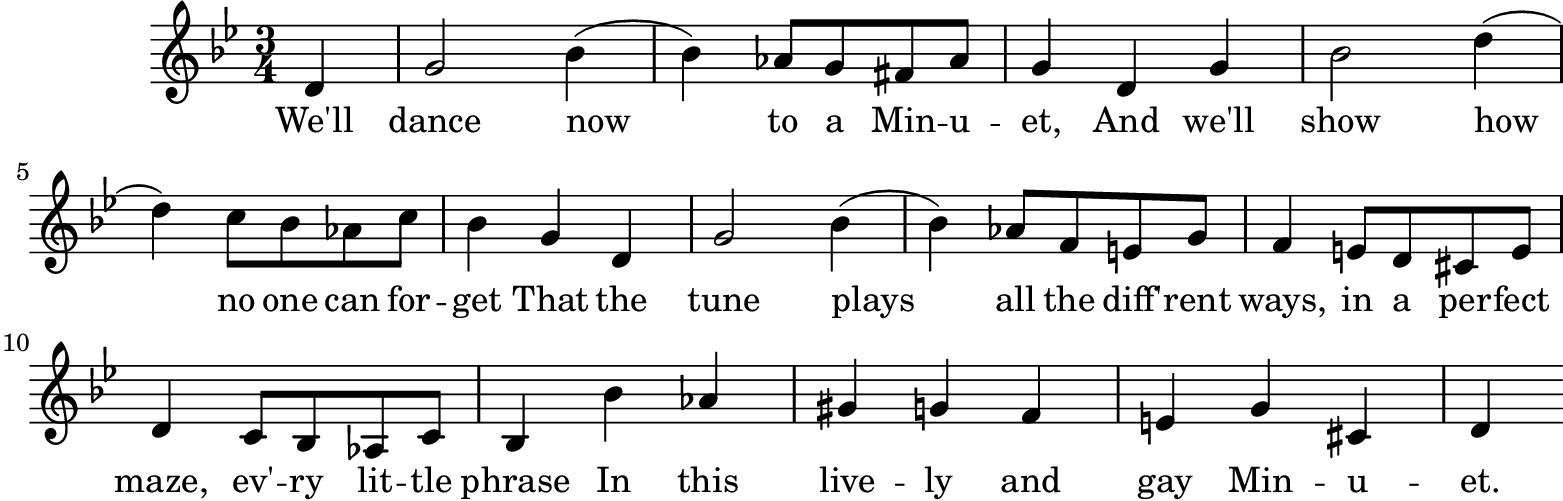 3
4
We'll dance now to a Min -- u - et, And we'll show how
5
no one can for - get That the tune plays all the diff'rent ways, in a perfect
10
maze, ev' - ry lit - tle phrase In this live - ly and gay Min - u - et.